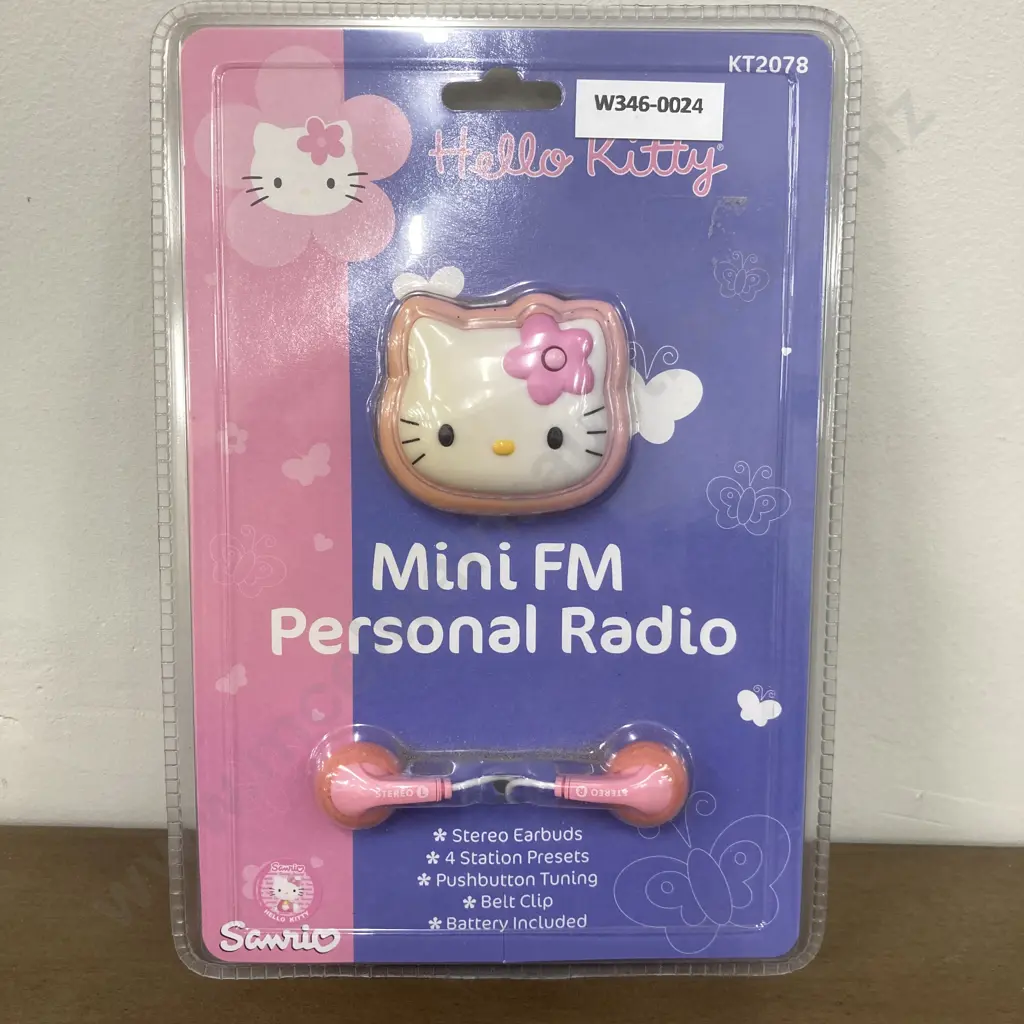 KT2078
W346-0024
Hello Kitty
Mini FM
Personal Radio
STEREO L
STEREO R
* Stereo Earbuds
* 4 Station Presets
* Pushbutton Tuning
* Belt Clip
* Battery Included
Sanrio
HELLO KITTY
Sanrio